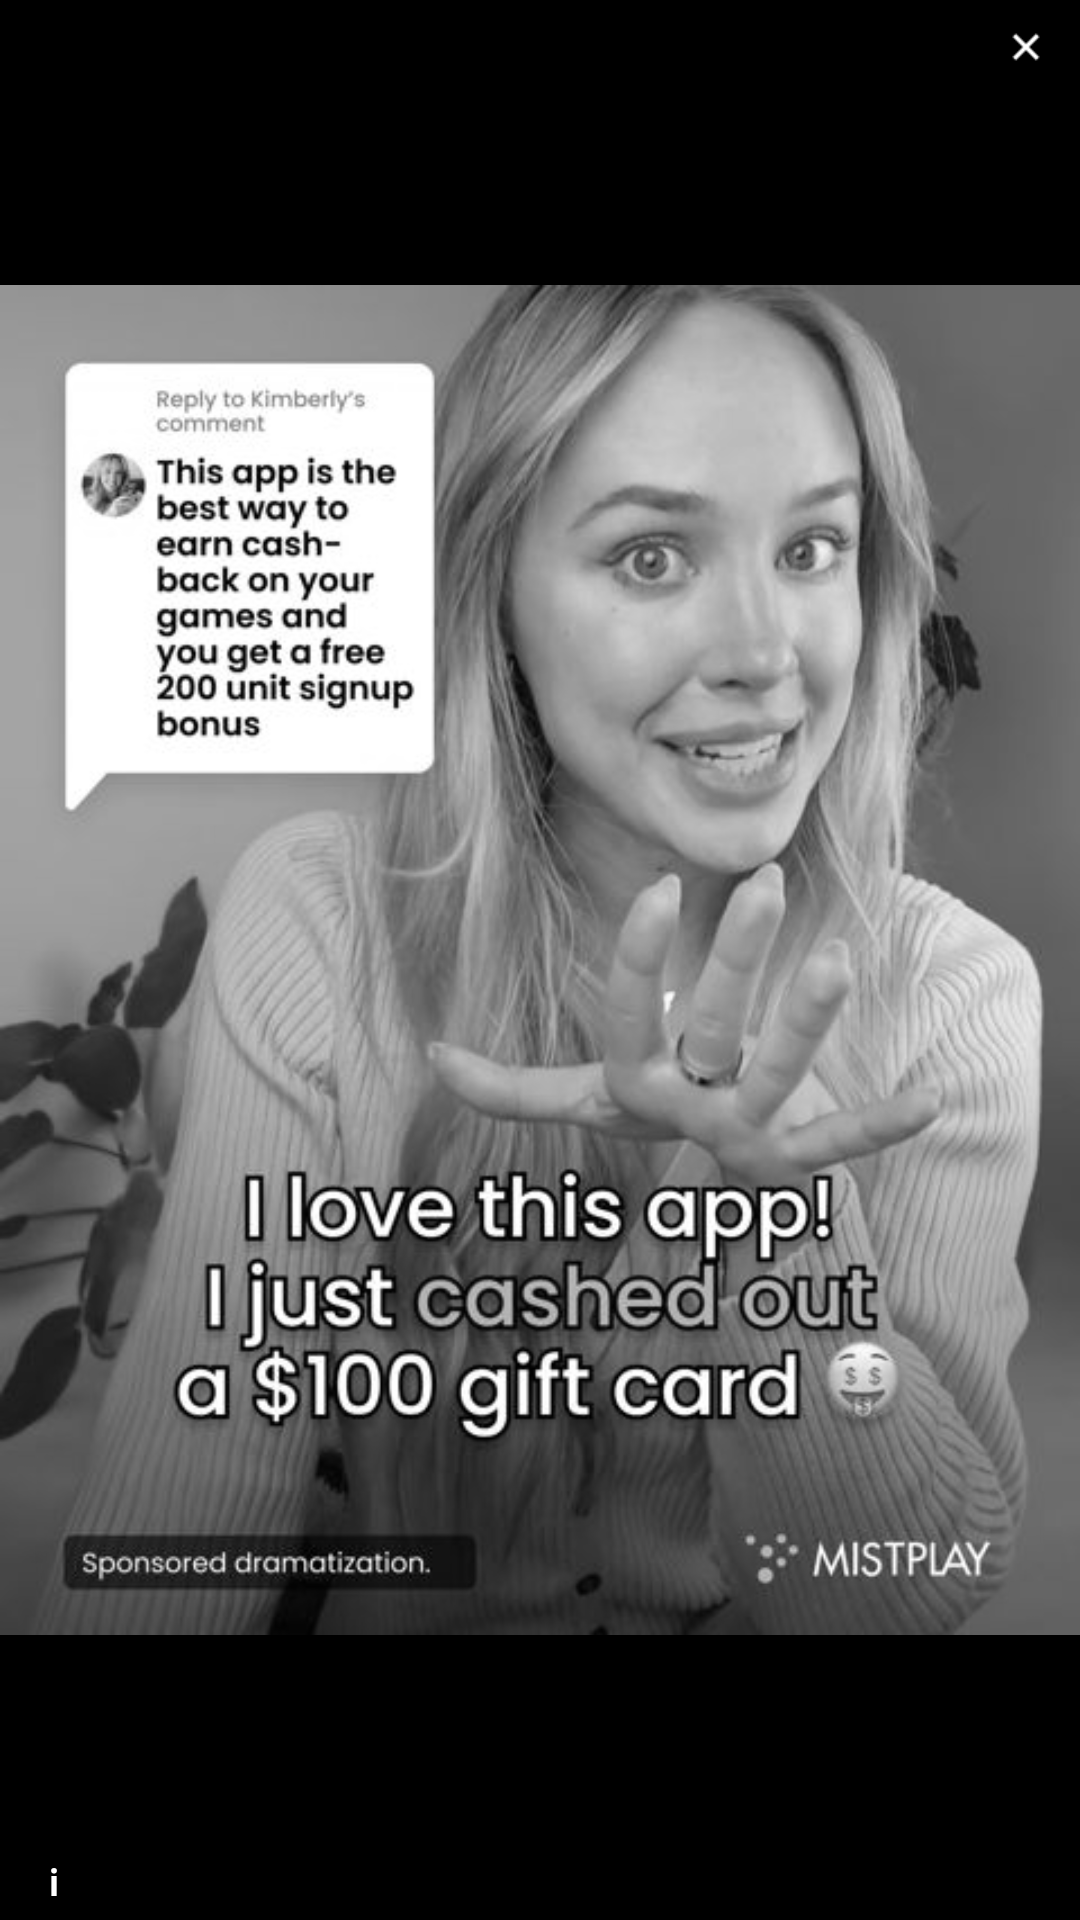 Reply to Kimberly's
comment
This app is the
best way to
earn cash-
back on your
games and
you get a free
200 unit signup
bonus
I love this app!
I just cashed out
a $100 gift card 🤑
Sponsored dramatization.
MISTPLAY
i